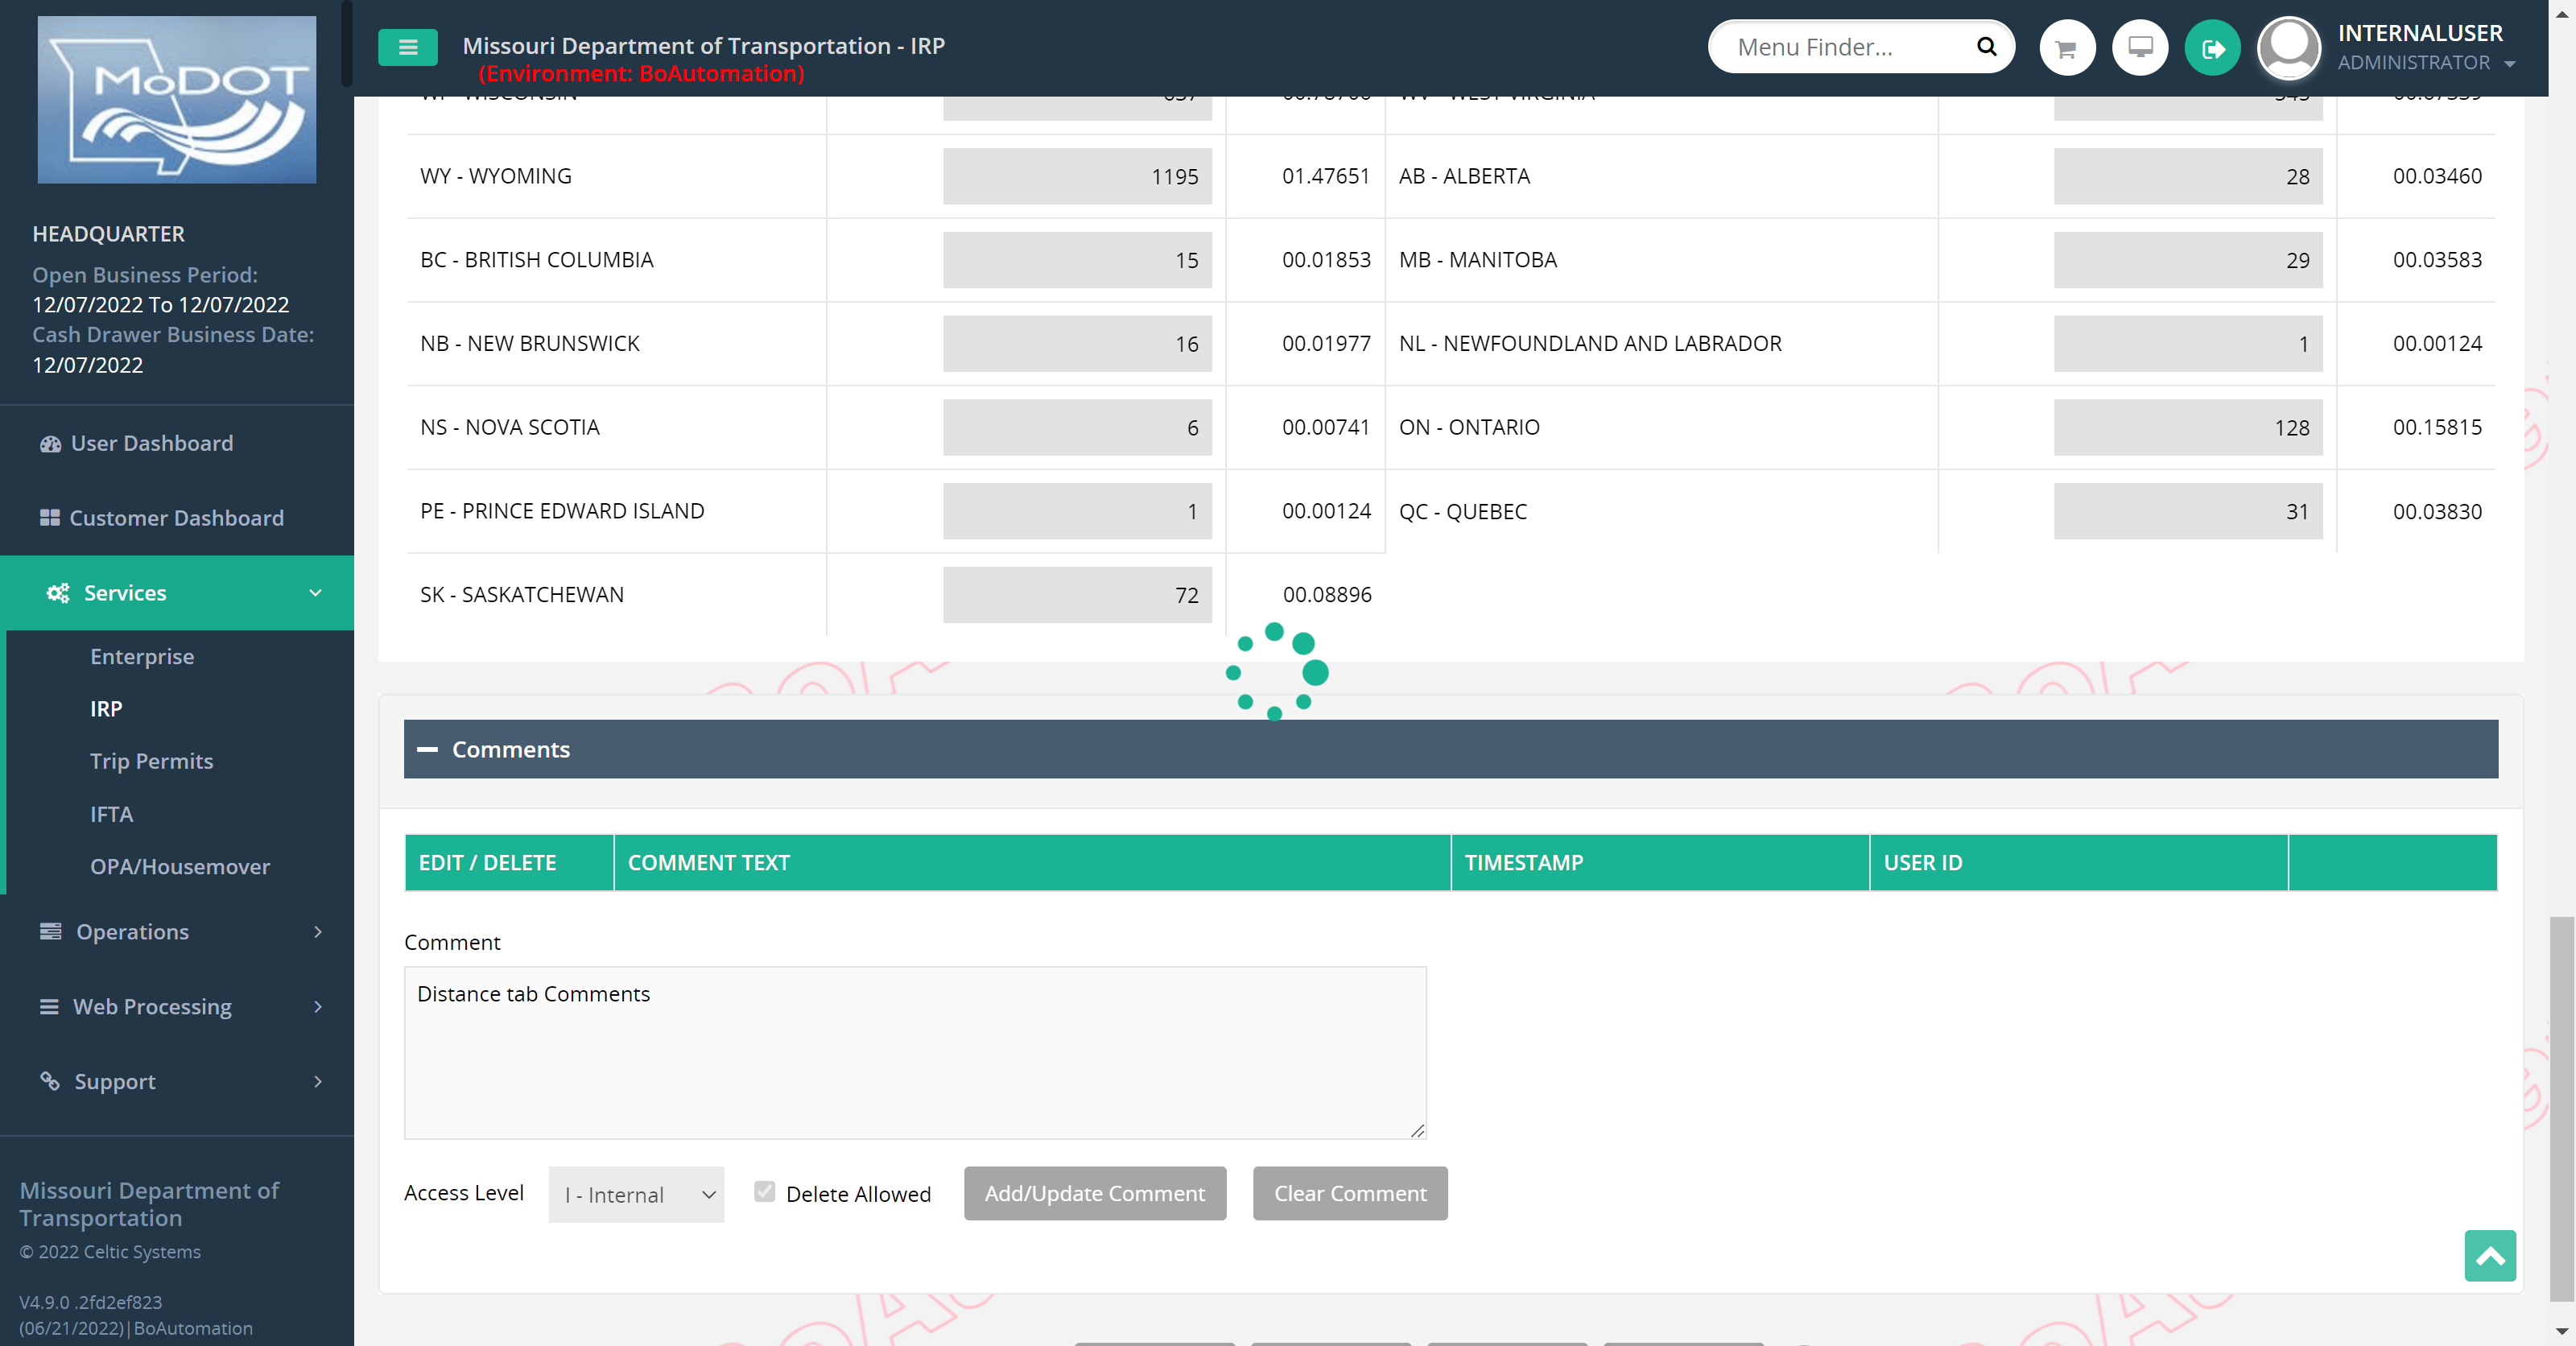 MoDOT
Missouri Department of Transportation - IRP
(Environment: BoAutomation)
Menu Finder...
INTERNALUSER
ADMINISTRATOR
HEADQUARTER
Open Business Period:
12/07/2022 To 12/07/2022
Cash Drawer Business Date:
12/07/2022
User Dashboard
Customer Dashboard
Services
Enterprise
IRP
Trip Permits
IFTA
OPA/Housemover
Operations
Web Processing
Support
Missouri Department of
Transportation
© 2022 Celtic Systems
V4.9.0 .2fd2ef823
(06/21/2022)|BoAutomation
WY - WYOMING 1195 01.47651 AB - ALBERTA 28 00.03460
BC - BRITISH COLUMBIA 15 00.01853 MB - MANITOBA 29 00.03583
NB - NEW BRUNSWICK 16 00.01977 NL - NEWFOUNDLAND AND LABRADOR 1 00.00124
NS - NOVA SCOTIA 6 00.00741 ON - ONTARIO 128 00.15815
PE - PRINCE EDWARD ISLAND 1 00.00124 QC - QUEBEC 31 00.03830
SK - SASKATCHEWAN 72 00.08896
Comments
EDIT / DELETE COMMENT TEXT TIMESTAMP USER ID
Comment
Distance tab Comments
Access Level I - Internal Delete Allowed Add/Update Comment Clear Comment